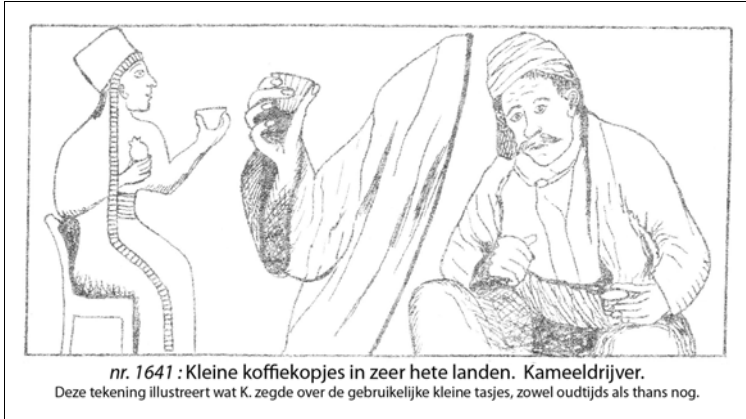 nr. 1641 : Kleine koffiekopjes in zeer hete landen. Kameeldrijver.
Deze tekening illustreert wat K. zegde over de gebruikelijke kleine tasjes, zowel oudtijds als thans nog.